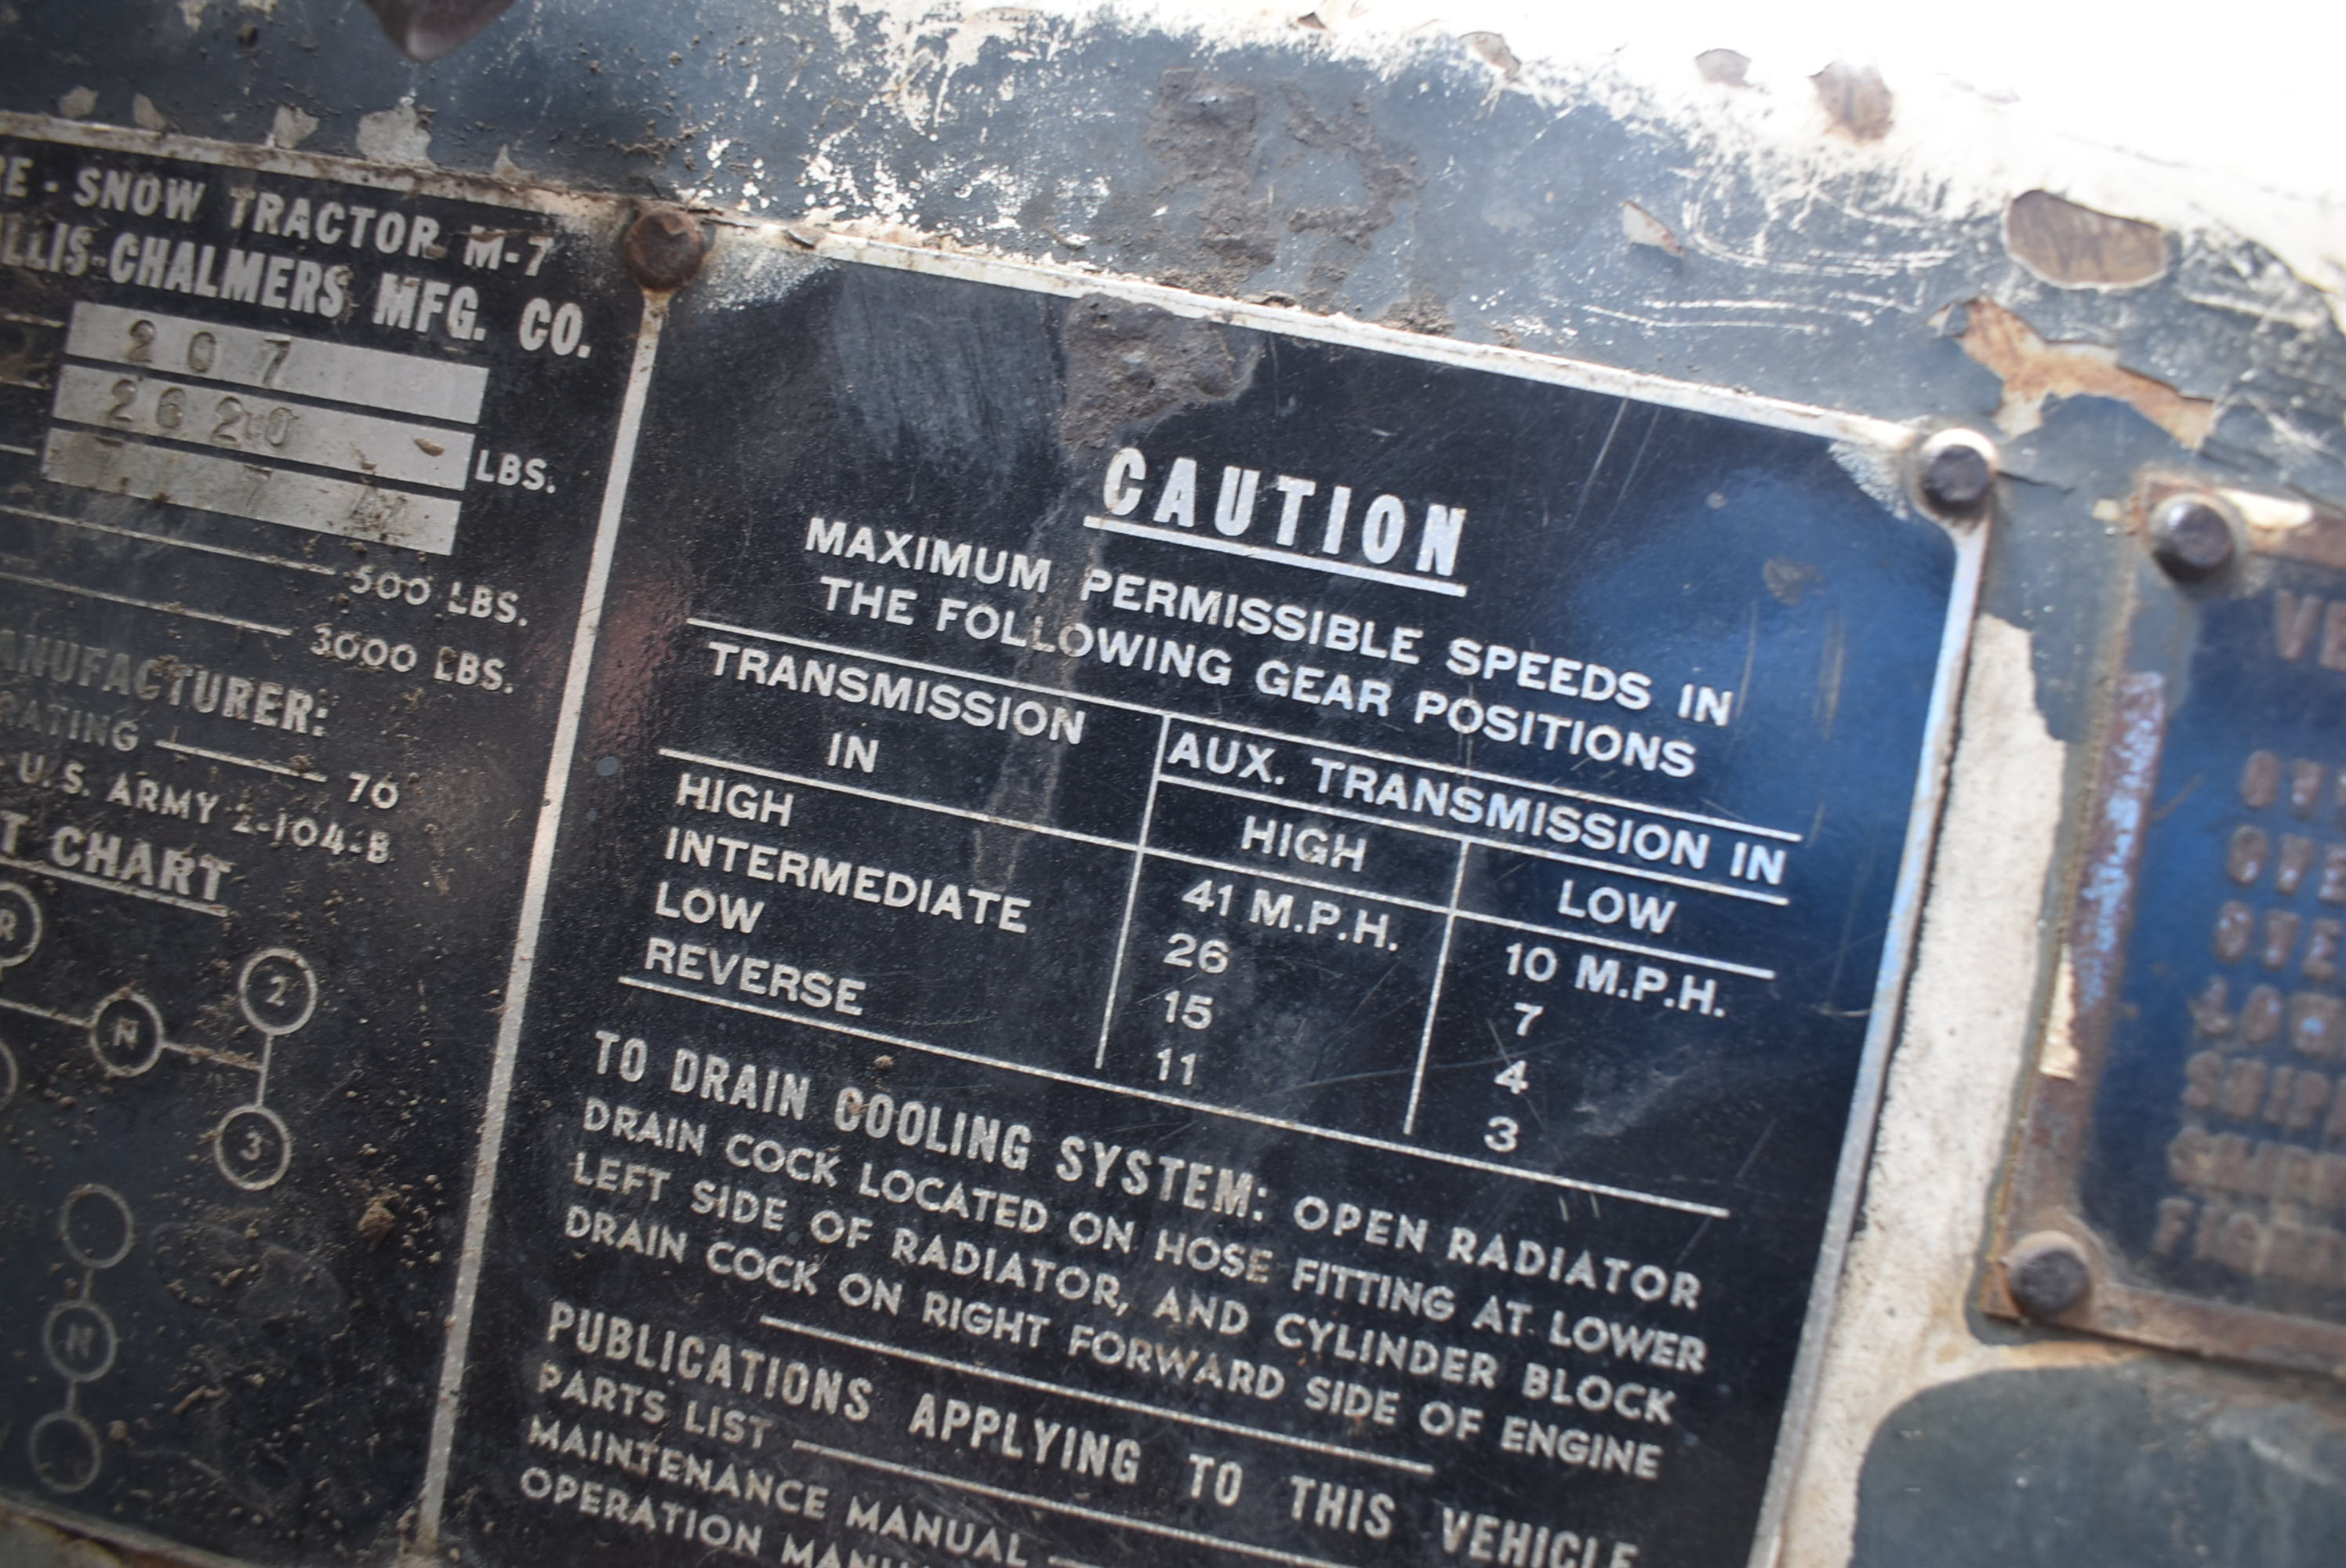 RE - SNOW TRACTOR M-7
LLIS-CHALMERS MFG. CO.
207
2620 LBS.
7
500 LBS.
3000 LBS.
MANUFACTURER:
RATING 70
U.S. ARMY 2-104-B
T CHART
R
N
2
3
N
CAUTION
MAXIMUM PERMISSIBLE SPEEDS IN
THE FOLLOWING GEAR POSITIONS
TRANSMISSION IN
AUX. TRANSMISSION IN
HIGH LOW
HIGH 41 M.P.H. 10 M.P.H.
INTERMEDIATE 26 7
LOW 15 4
REVERSE 11 3
TO DRAIN COOLING SYSTEM: OPEN RADIATOR
DRAIN COCK LOCATED ON HOSE FITTING AT LOWER
LEFT SIDE OF RADIATOR, AND CYLINDER BLOCK
DRAIN COCK ON RIGHT FORWARD SIDE OF ENGINE
PUBLICATIONS APPLYING TO THIS VEHICLE
PARTS LIST
MAINTENANCE MANUAL
OPERATION MANU